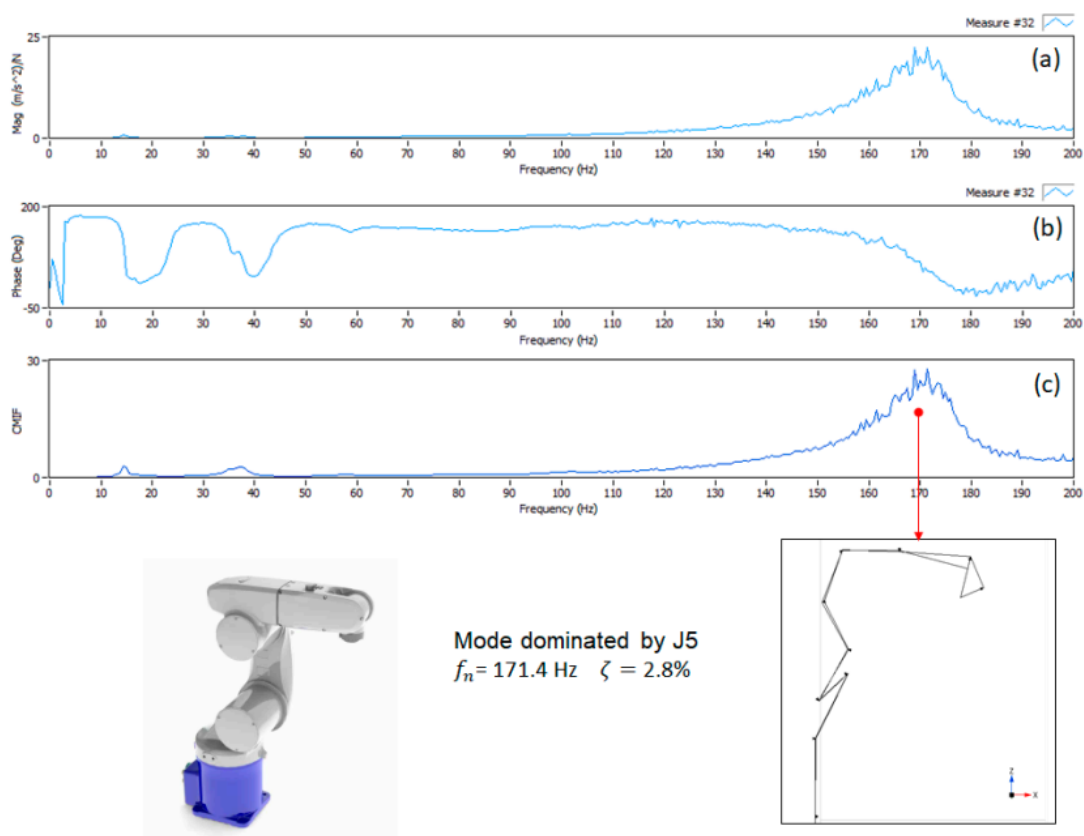 Measure #32
(a)
Mag (m/s^2)/N
25
0
0 10 20 30 40 50 60 70 80 90 100 110 120 130 140 150 160 170 180 190 200
Frequency (Hz)
Measure #32
(b)
Phase (Deg)
200
-50
0 10 20 30 40 50 60 70 80 90 100 110 120 130 140 150 160 170 180 190 200
Frequency (Hz)
(c)
CMIF
30
0
0 10 20 30 40 50 60 70 80 90 100 110 120 130 140 150 160 170 180 190 200
Frequency (Hz)
Mode dominated by J5
fₙ= 171.4 Hz ζ = 2.8%
Z
X